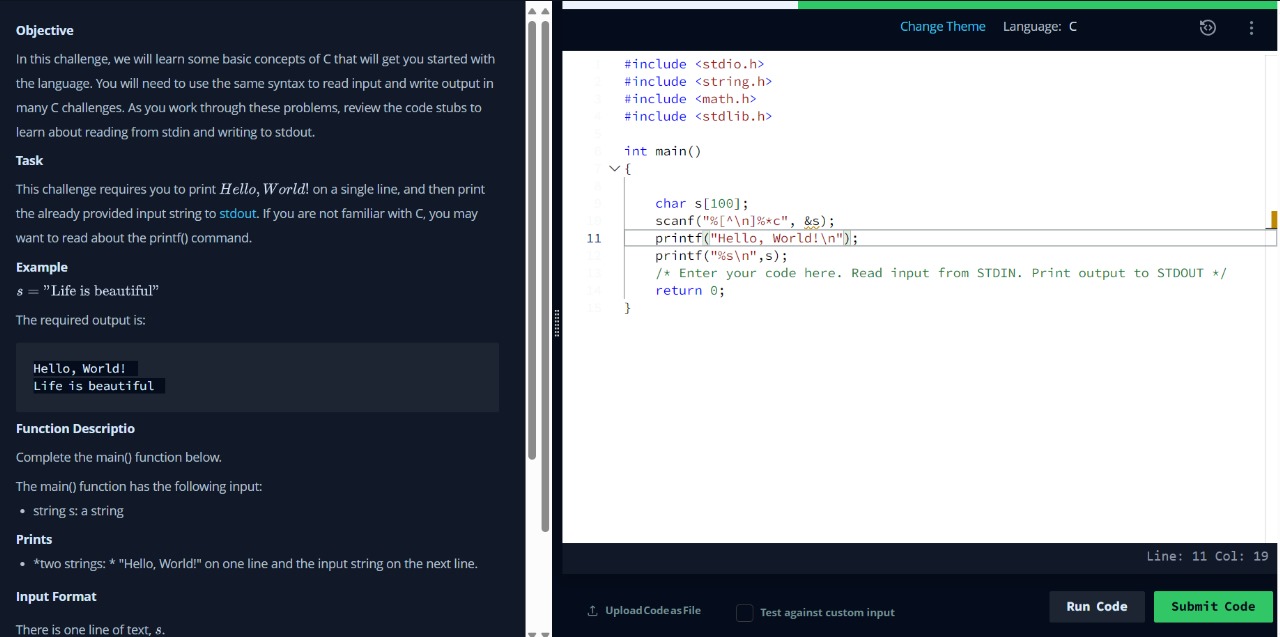 Objective
In this challenge, we will learn some basic concepts of C that will get you started with
the language. You will need to use the same syntax to read input and write output in
many C challenges. As you work through these problems, review the code stubs to
learn about reading from stdin and writing to stdout.
Task
This challenge requires you to print Hello, World! on a single line, and then print
the already provided input string to stdout. If you are not familiar with C, you may
want to read about the printf() command.
Example
s = "Life is beautiful"
The required output is:
Hello, World!
Life is beautiful
Function Descriptio
Complete the main() function below.
The main() function has the following input:
• string s: a string
Prints
• *two strings: * "Hello, World!" on one line and the input string on the next line.
Input Format
There is one line of text, s.
Change Theme Language: C
1 #include <stdio.h>
2 #include <string.h>
3 #include <math.h>
4 #include <stdlib.h>
5
6 int main()
7 {
8
9 char s[100];
10 scanf("%[^\n]%*c", &s);
11 printf("Hello, World!\n");
12 printf("%s\n",s);
13 /* Enter your code here. Read input from STDIN. Print output to STDOUT */
14 return 0;
15 }
Line: 11 Col: 19
Upload Code as File Test against custom input Run Code Submit Code